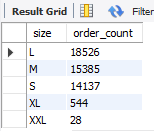 Result Grid Filter
size order_count
L 18526
M 15385
S 14137
XL 544
XXL 28